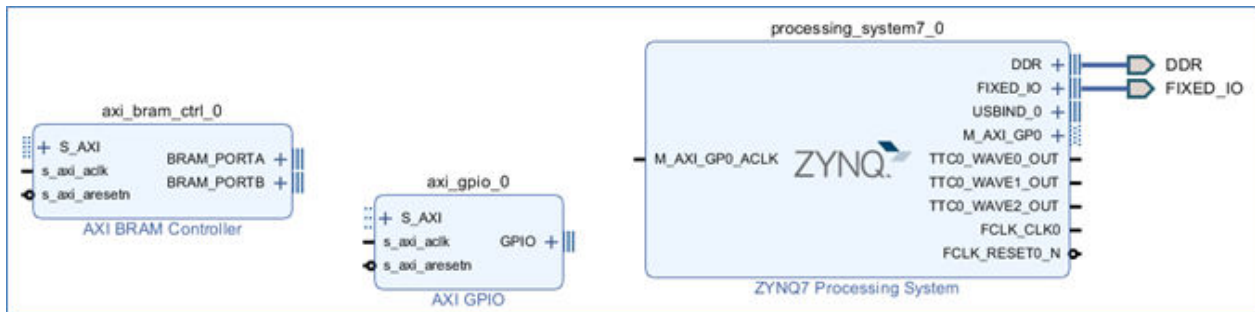 axi_bram_ctrl_0
S_AXI
s_axi_aclk
s_axi_aresetn
BRAM_PORTA
BRAM_PORTB
AXI BRAM Controller
axi_gpio_0
S_AXI
s_axi_aclk
s_axi_aresetn
GPIO
AXI GPIO
processing_system7_0
M_AXI_GP0_ACLK
ZYNQ
DDR
FIXED_IO
USBIND_0
M_AXI_GP0
TTC0_WAVE0_OUT
TTC0_WAVE1_OUT
TTC0_WAVE2_OUT
FCLK_CLK0
FCLK_RESET0_N
ZYNQ7 Processing System
DDR
FIXED_IO